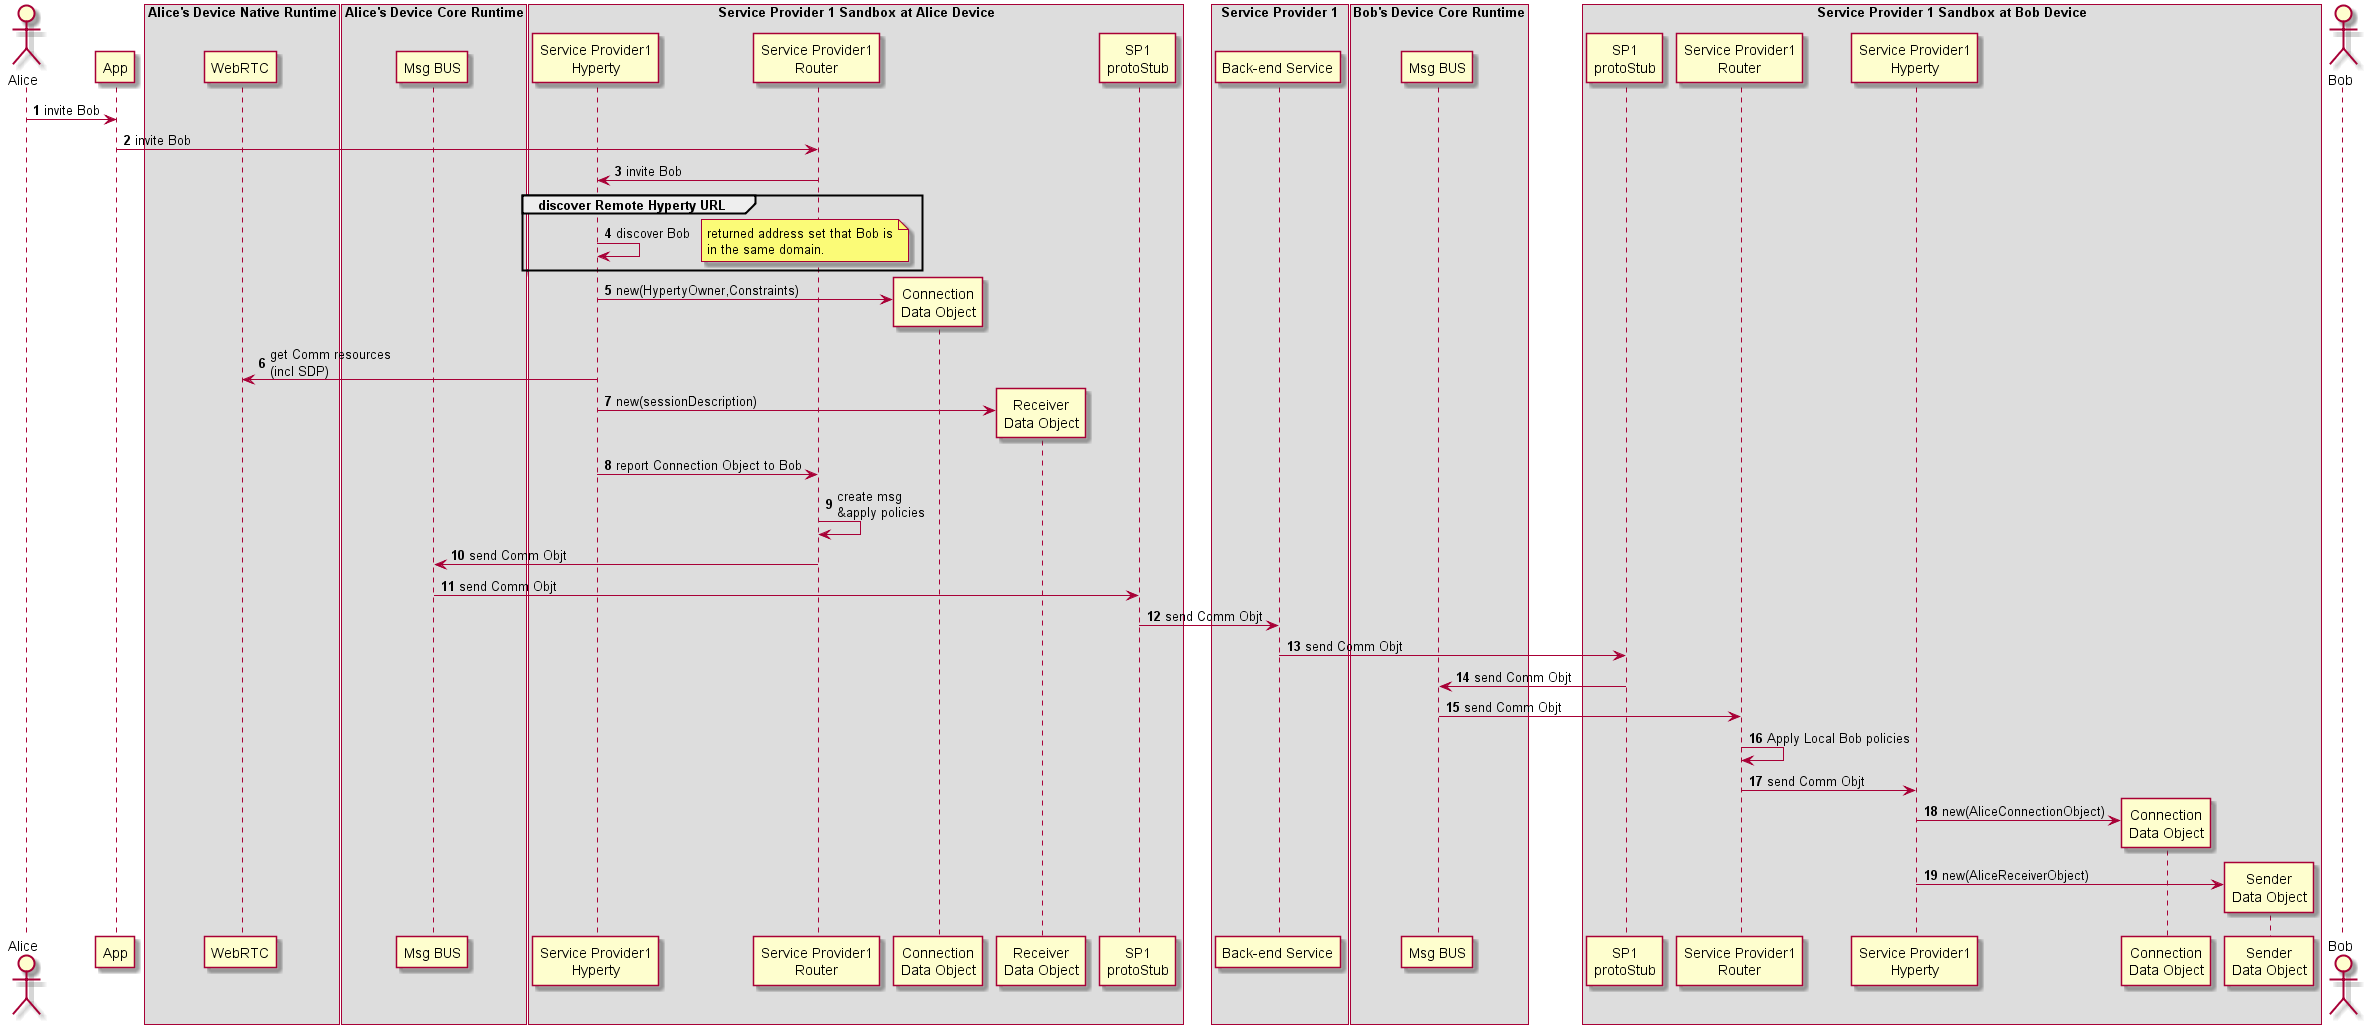 Alice's Device Native Runtime
Alice's Device Core Runtime
Service Provider 1 Sandbox at Alice Device
Service Provider 1
Bob's Device Core Runtime
Service Provider 1 Sandbox at Bob Device
Alice
App
WebRTC
Msg BUS
Service Provider1
Hyperty
Service Provider1
Router
SP1
protoStub
Back-end Service
Msg BUS
SP1
protoStub
Service Provider1
Router
Service Provider1
Hyperty
Bob
1 invite Bob
2 invite Bob
3 invite Bob
discover Remote Hyperty URL
4 discover Bob
returned address set that Bob is
in the same domain.
5 new(HypertyOwner,Constraints)
Connection
Data Object
6 get Comm resources
(incl SDP)
7 new(sessionDescription)
Receiver
Data Object
8 report Connection Object to Bob
9 create msg
&apply policies
10 send Comm Objt
11 send Comm Objt
12 send Comm Objt
13 send Comm Objt
14 send Comm Objt
15 send Comm Objt
16 Apply Local Bob policies
17 send Comm Objt
18 new(AliceConnectionObject)
Connection
Data Object
19 new(AliceReceiverObject)
Sender
Data Object
Alice
App
WebRTC
Msg BUS
Service Provider1
Hyperty
Service Provider1
Router
Connection
Data Object
Receiver
Data Object
SP1
protoStub
Back-end Service
Msg BUS
SP1
protoStub
Service Provider1
Router
Service Provider1
Hyperty
Connection
Data Object
Sender
Data Object
Bob